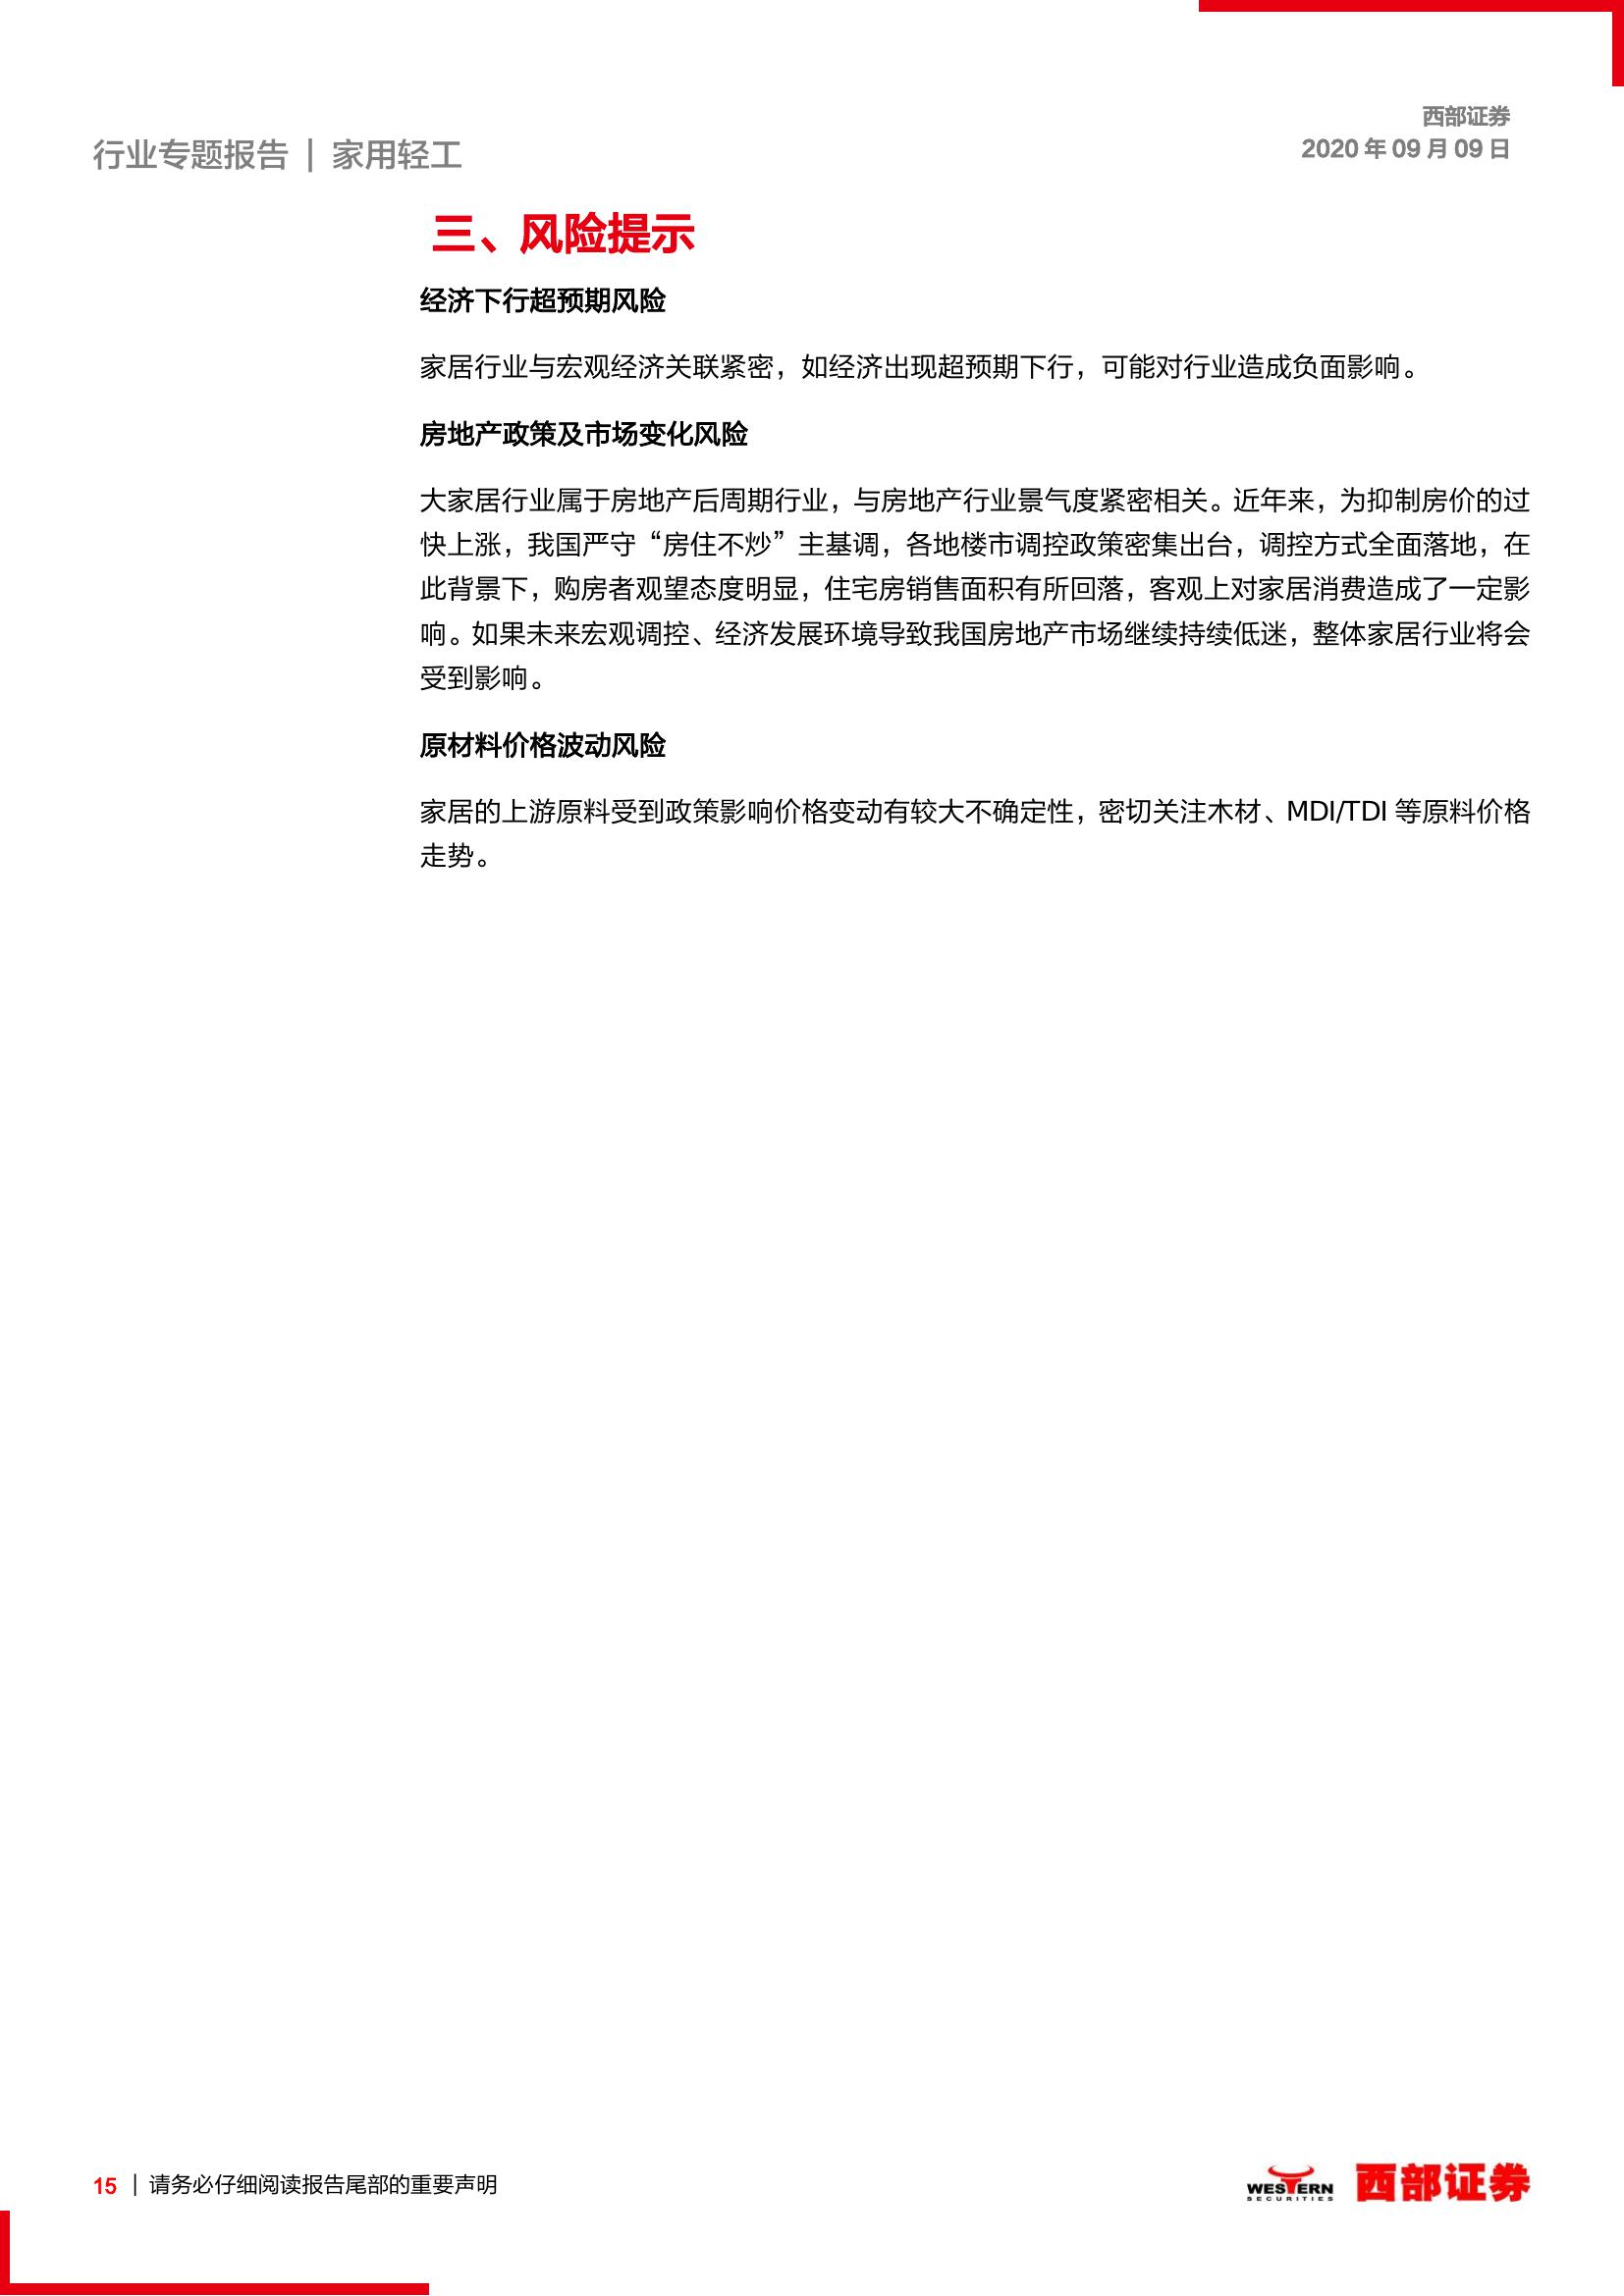 西部证券
行业专题报告 | 家用轻工
2020 年 09 月 09 日
三、风险提示
经济下行超预期风险
家居行业与宏观经济关联紧密，如经济出现超预期下行，可能对行业造成负面影响。
房地产政策及市场变化风险
大家居行业属于房地产后周期行业，与房地产行业景气度紧密相关。近年来，为抑制房价的过
快上涨，我国严守“房住不炒”主基调，各地楼市调控政策密集出台，调控方式全面落地，在
此背景下，购房者观望态度明显，住宅房销售面积有所回落，客观上对家居消费造成了一定影
响。如果未来宏观调控、经济发展环境导致我国房地产市场继续持续低迷，整体家居行业将会
受到影响。
原材料价格波动风险
家居的上游原料受到政策影响价格变动有较大不确定性，密切关注木材、MDI/TDI 等原料价格
走势。
15 | 请务必仔细阅读报告尾部的重要声明
WESTERN
SECURITIES
西部证券